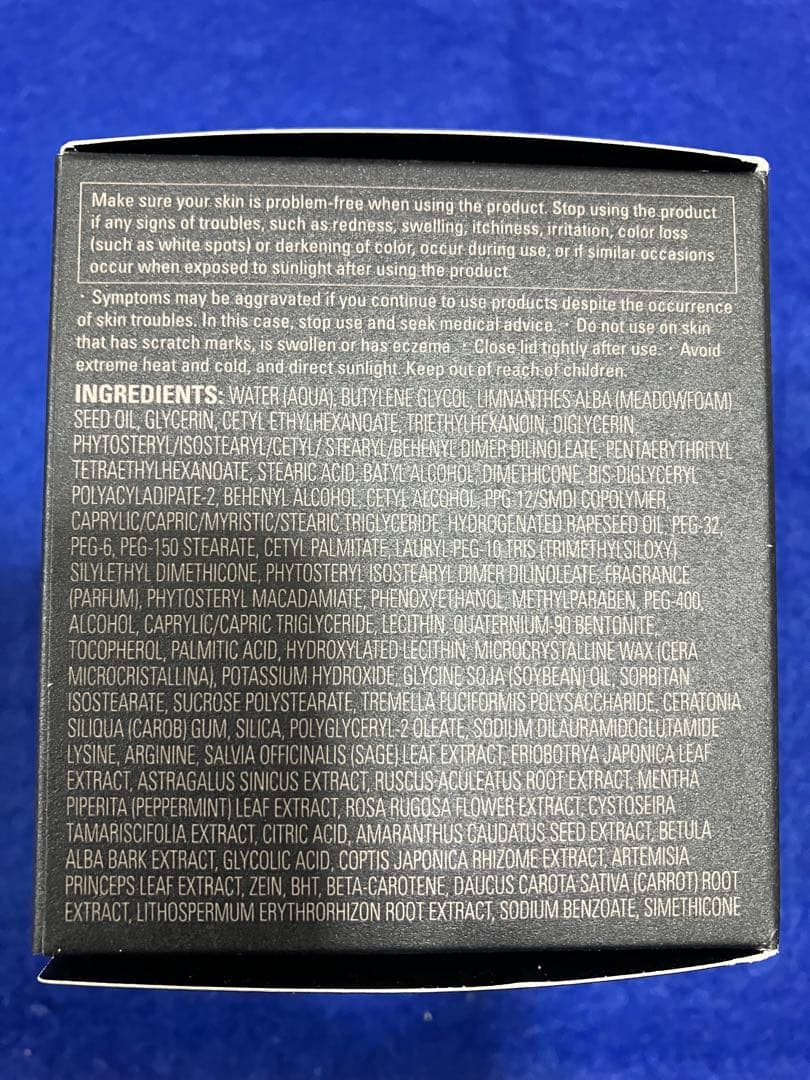 Make sure your skin is problem-free when using the product. Stop using the product
if any signs of troubles, such as redness, swelling, itchiness, irritation, color loss
(such as white spots) or darkening of color, occur during use, or if similar occasions
occur when exposed to sunlight after using the product.
· Symptoms may be aggravated if you continue to use products despite the occurrence
of skin troubles. In this case, stop use and seek medical advice. · Do not use on skin
that has scratch marks, is swollen or has eczema. · Close lid tightly after use. · Avoid
extreme heat and cold, and direct sunlight. Keep out of reach of children.
INGREDIENTS: WATER (AQUA), BUTYLENE GLYCOL, LIMNANTHES ALBA (MEADOWFOAM)
SEED OIL, GLYCERIN, CETYL ETHYLHEXANOATE, TRIETHYLHEXANOIN, DIGLYCERIN,
PHYTOSTERYL/ISOSTEARYL/CETYL/ STEARYL/BEHENYL DIMER DILINOLEATE, PENTAERYTHRITYL
TETRAETHYLHEXANOATE, STEARIC ACID, BATYL ALCOHOL, DIMETHICONE, BIS-DIGLYCERYL
POLYACYLADIPATE-2, BEHENYL ALCOHOL, CETYL ALCOHOL, PPG-12/SMDI COPOLYMER,
CAPRYLIC/CAPRIC/MYRISTIC/STEARIC TRIGLYCERIDE, HYDROGENATED RAPESEED OIL, PEG-32,
PEG-6, PEG-150 STEARATE, CETYL PALMITATE, LAURYL PEG-10 TRIS (TRIMETHYLSILOXY)
SILYLETHYL DIMETHICONE, PHYTOSTERYL ISOSTEARYL DIMER DILINOLEATE, FRAGRANCE
(PARFUM), PHYTOSTERYL MACADAMIATE, PHENOXYETHANOL, METHYLPARABEN, PEG-400,
ALCOHOL, CAPRYLIC/CAPRIC TRIGLYCERIDE, LECITHIN, QUATERNIUM-90 BENTONITE,
TOCOPHEROL, PALMITIC ACID, HYDROXYLATED LECITHIN, MICROCRYSTALLINE WAX (CERA
MICROCRISTALLINA), POTASSIUM HYDROXIDE, GLYCINE SOJA (SOYBEAN) OIL, SORBITAN
ISOSTEARATE, SUCROSE POLYSTEARATE, TREMELLA FUCIFORMIS POLYSACCHARIDE, CERATONIA
SILIQUA (CAROB) GUM, SILICA, POLYGLYCERYL-2 OLEATE, SODIUM DILAURAMIDOGLUTAMIDE
LYSINE, ARGININE, SALVIA OFFICINALIS (SAGE) LEAF EXTRACT, ERIOBOTRYA JAPONICA LEAF
EXTRACT, ASTRAGALUS SINICUS EXTRACT, RUSCUS ACULEATUS ROOT EXTRACT, MENTHA
PIPERITA (PEPPERMINT) LEAF EXTRACT, ROSA RUGOSA FLOWER EXTRACT, CYSTOSEIRA
TAMARISCIFOLIA EXTRACT, CITRIC ACID, AMARANTHUS CAUDATUS SEED EXTRACT, BETULA
ALBA BARK EXTRACT, GLYCOLIC ACID, COPTIS JAPONICA RHIZOME EXTRACT, ARTEMISIA
PRINCEPS LEAF EXTRACT, ZEIN, BHT, BETA-CAROTENE, DAUCUS CAROTA SATIVA (CARROT) ROOT
EXTRACT, LITHOSPERMUM ERYTHRORHIZON ROOT EXTRACT, SODIUM BENZOATE, SIMETHICONE